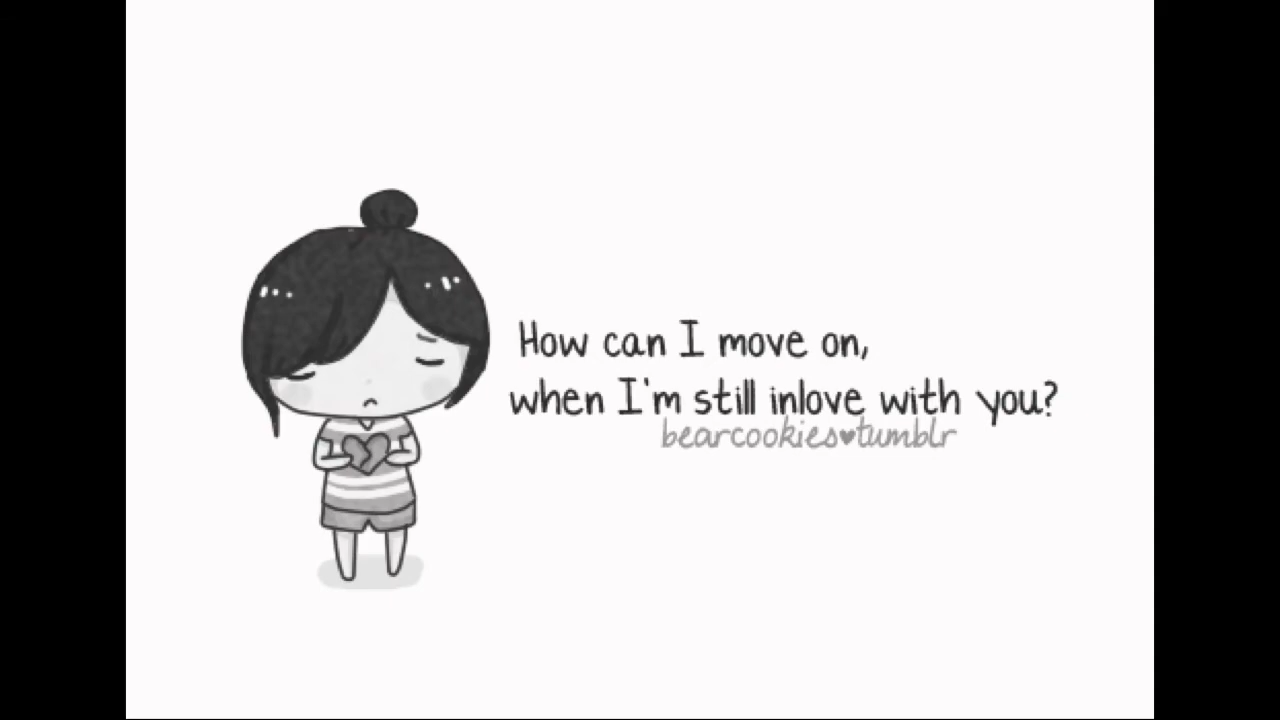 How can I move on,
when I'm still inlove with you?
bearcookies♥tumblr